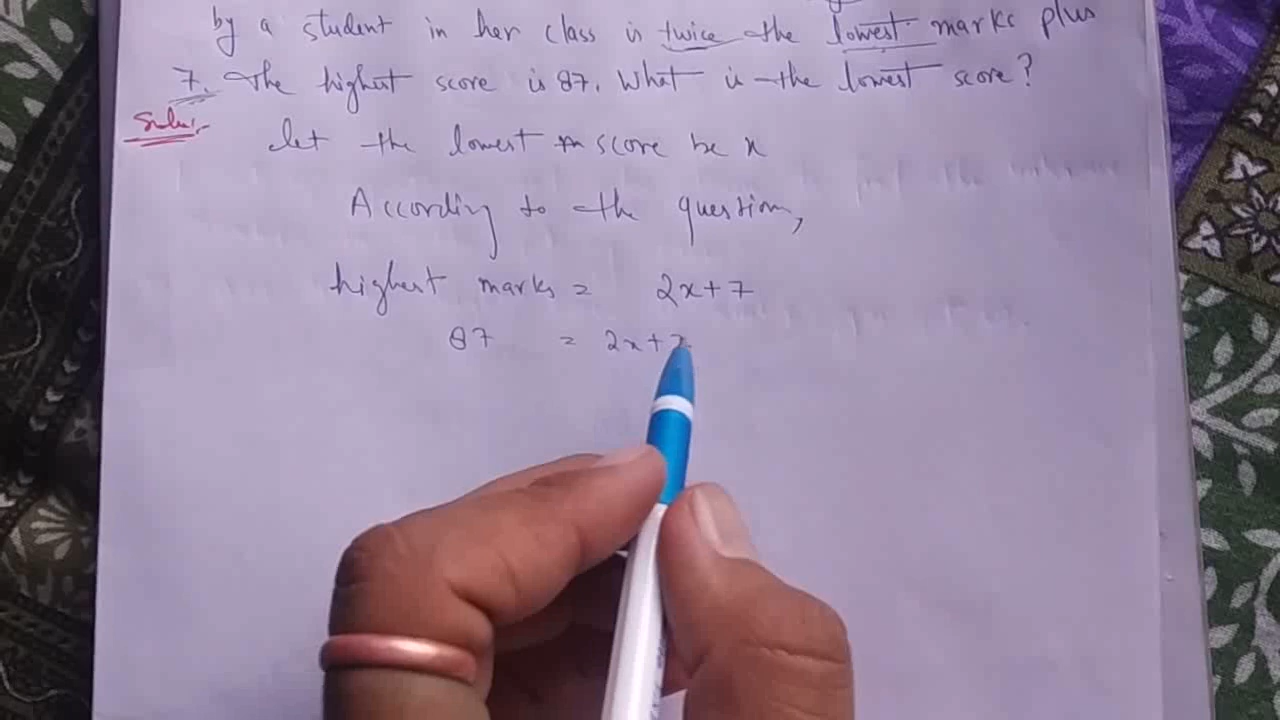 by a student in her class is twice the lowest marks plus
7. The highest score is 87. What is the lowest score?
Soln:
let the lowest score be x
According to the question,
highest marks = 2x+7
87 = 2x+7